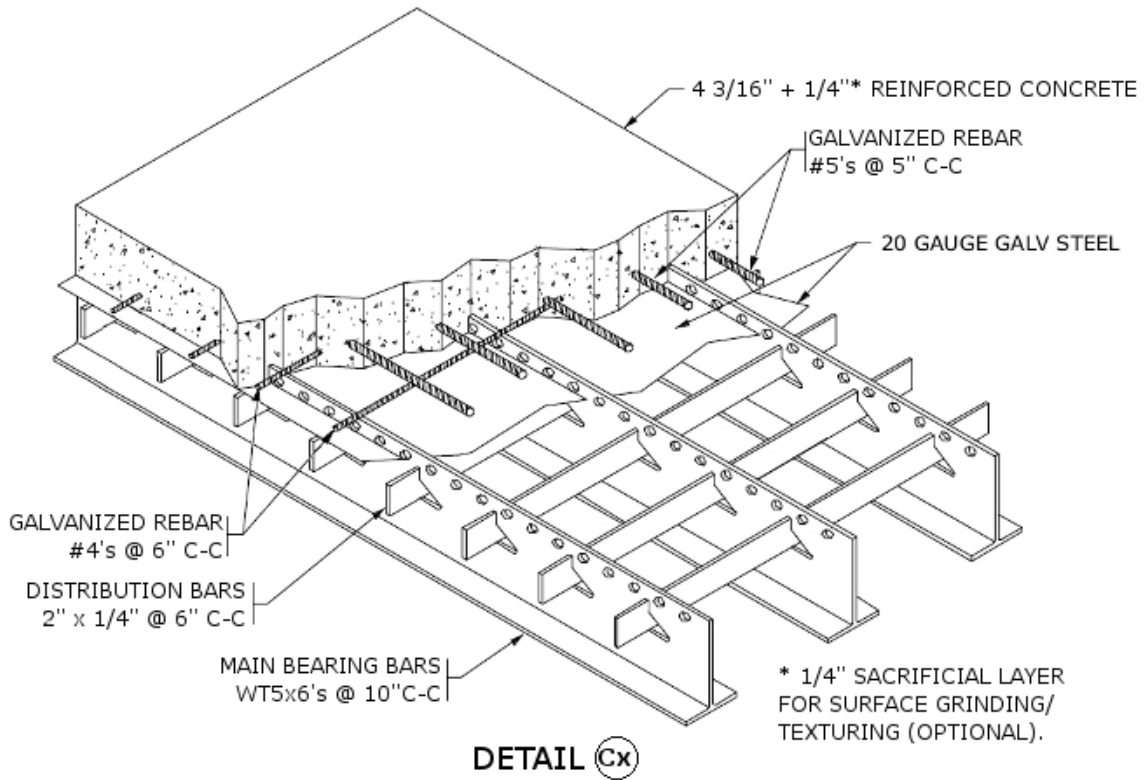 4 3/16" + 1/4"* REINFORCED CONCRETE
GALVANIZED REBAR
#5's @ 5" C-C
20 GAUGE GALV STEEL
GALVANIZED REBAR
#4's @ 6" C-C
DISTRIBUTION BARS
2" x 1/4" @ 6" C-C
MAIN BEARING BARS
WT5x6's @ 10"C-C
* 1/4" SACRIFICIAL LAYER
FOR SURFACE GRINDING/
TEXTURING (OPTIONAL).
DETAIL Cx